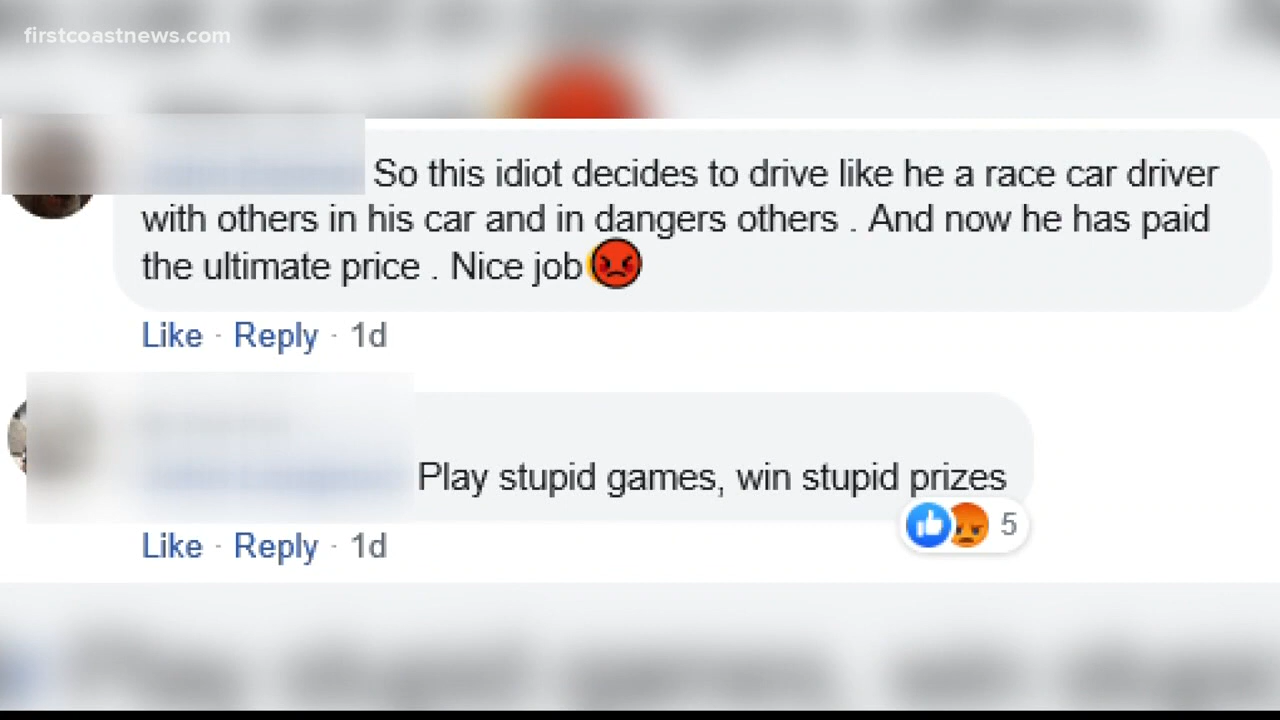 firstcoastnews.com
So this idiot decides to drive like he a race car driver
with others in his car and in dangers others . And now he has paid
the ultimate price . Nice job
Like · Reply · 1d
Play stupid games, win stupid prizes
5
Like · Reply · 1d